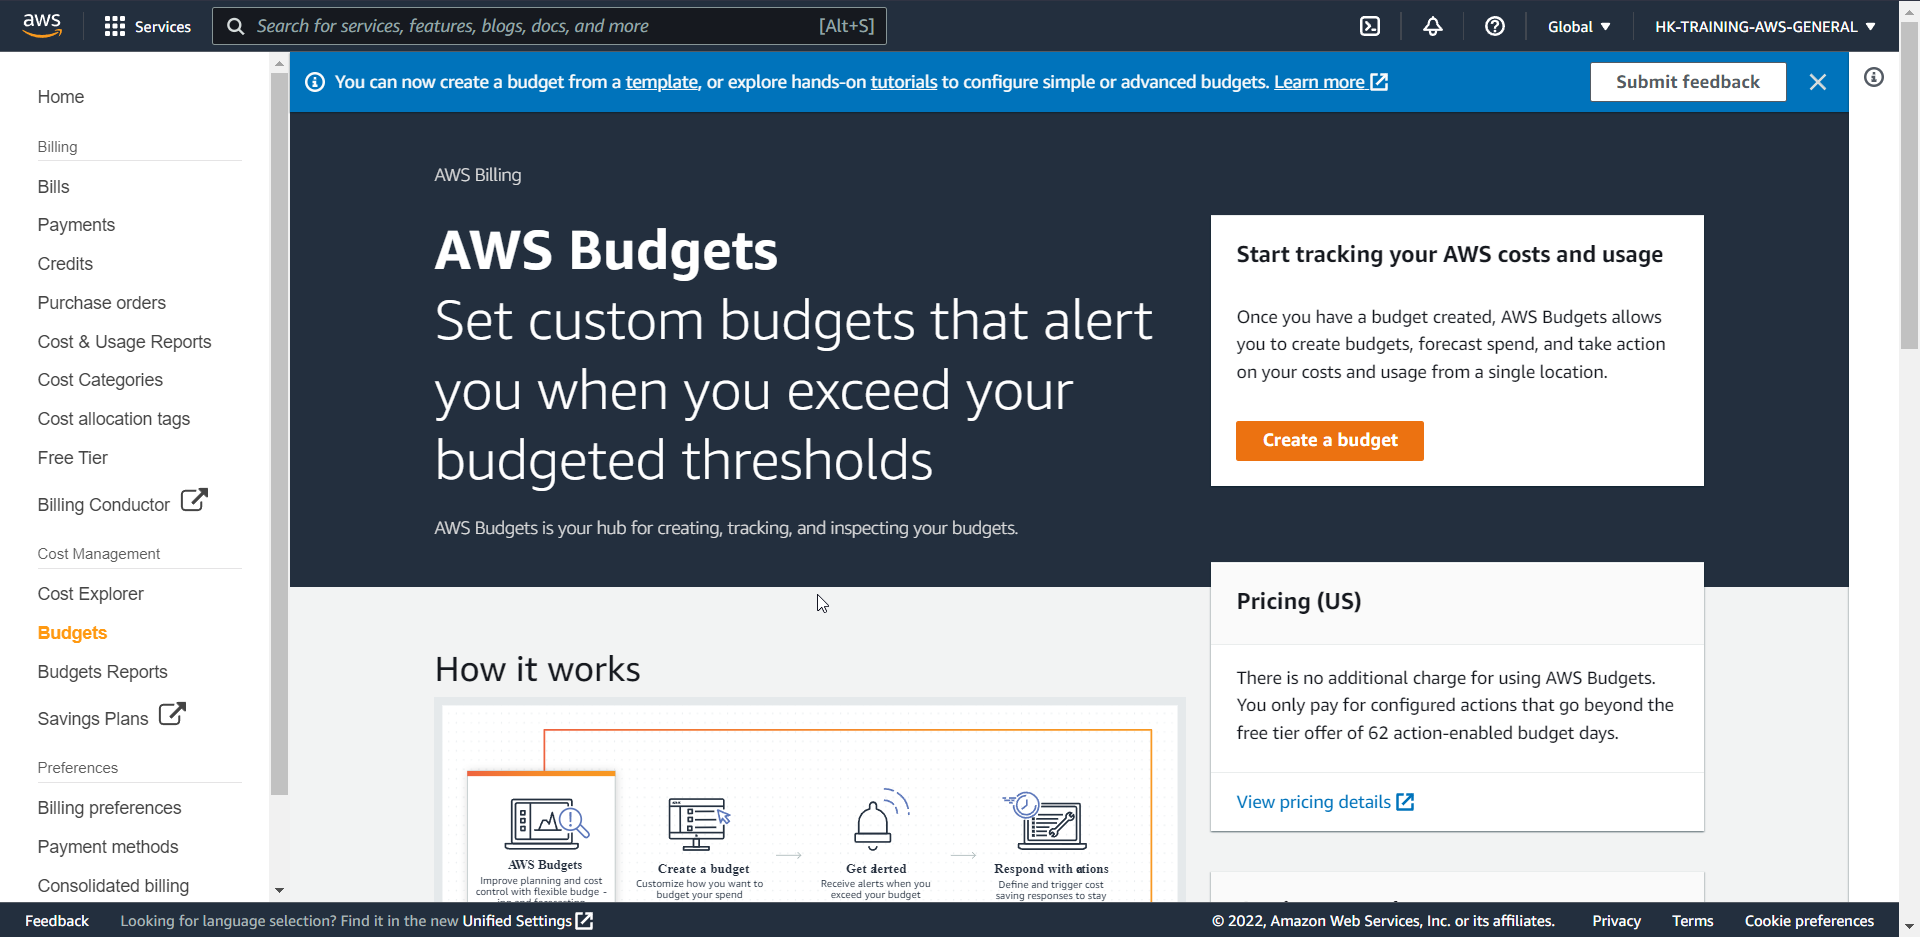 aws
Services
Search for services, features, blogs, docs, and more
[Alt+S]
Global
HK-TRAINING-AWS-GENERAL
You can now create a budget from a template, or explore hands-on tutorials to configure simple or advanced budgets. Learn more
Submit feedback
Home
Billing
Bills
Payments
Credits
Purchase orders
Cost & Usage Reports
Cost Categories
Cost allocation tags
Free Tier
Billing Conductor
Cost Management
Cost Explorer
Budgets
Budgets Reports
Savings Plans
Preferences
Billing preferences
Payment methods
Consolidated billing
AWS Billing
AWS Budgets
Set custom budgets that alert
you when you exceed your
budgeted thresholds
AWS Budgets is your hub for creating, tracking, and inspecting your budgets.
Start tracking your AWS costs and usage
Once you have a budget created, AWS Budgets allows
you to create budgets, forecast spend, and take action
on your costs and usage from a single location.
Create a budget
Pricing (US)
There is no additional charge for using AWS Budgets.
You only pay for configured actions that go beyond the
free tier offer of 62 action-enabled budget days.
View pricing details
How it works
AWS Budgets
Improve planning and cost
control with flexible budge -
Create a budget
Customize how you want to
budget your spend
Get alerted
Receive alerts when you
exceed your budget
Respond with ations
Define and trigger cost
saving responses to stay
Feedback
Looking for language selection? Find it in the new Unified Settings
© 2022, Amazon Web Services, Inc. or its affiliates.
Privacy
Terms
Cookie preferences